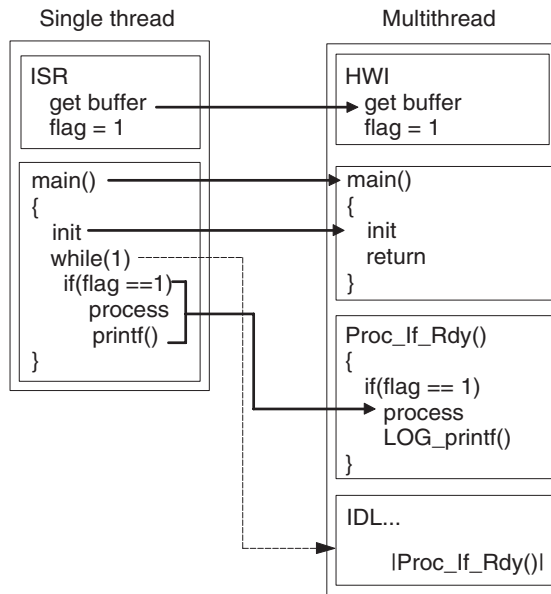 Single thread
ISR
get buffer
flag = 1
main()
{
init
while(1)
if(flag ==1)
process
printf()
}
Multithread
HWI
get buffer
flag = 1
main()
{
init
return
}
Proc_If_Rdy()
{
if(flag == 1)
process
LOG_printf()
}
IDL...
|Proc_If_Rdy()|